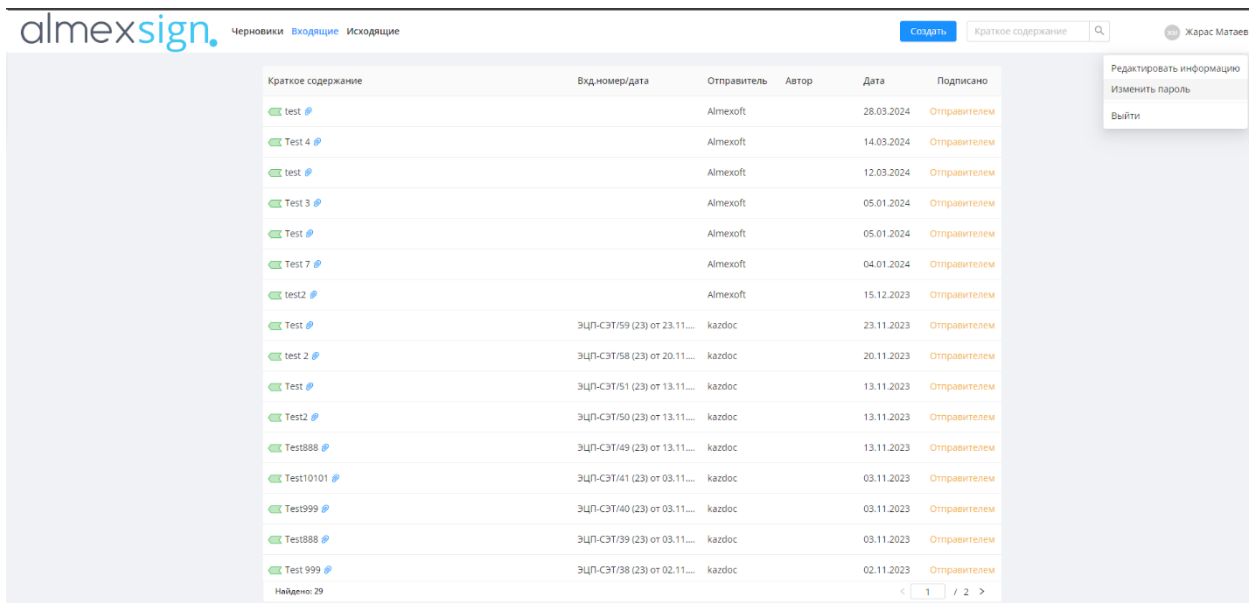 almexsign. Черновики Входящие Исходящие Создать Краткое содержание Жарас Матаев
Редактировать информацию
Изменить пароль
Выйти
Краткое содержание Вхд.номер/дата Отправитель Автор Дата Подписано
test Almexoft 28.03.2024 Отправителем
Test 4 Almexoft 14.03.2024 Отправителем
test Almexoft 12.03.2024 Отправителем
Test 3 Almexoft 05.01.2024 Отправителем
Test Almexoft 05.01.2024 Отправителем
Test 7 Almexoft 04.01.2024 Отправителем
test2 Almexoft 15.12.2023 Отправителем
Test ЭЦП-СЭТ/59 (23) от 23.11.... kazdoc 23.11.2023 Отправителем
test 2 ЭЦП-СЭТ/58 (23) от 20.11.... kazdoc 20.11.2023 Отправителем
Test ЭЦП-СЭТ/51 (23) от 13.11.... kazdoc 13.11.2023 Отправителем
Test2 ЭЦП-СЭТ/50 (23) от 13.11.... kazdoc 13.11.2023 Отправителем
Test888 ЭЦП-СЭТ/49 (23) от 13.11.... kazdoc 13.11.2023 Отправителем
Test10101 ЭЦП-СЭТ/41 (23) от 03.11.... kazdoc 03.11.2023 Отправителем
Test999 ЭЦП-СЭТ/40 (23) от 03.11.... kazdoc 03.11.2023 Отправителем
Test888 ЭЦП-СЭТ/39 (23) от 03.11.... kazdoc 03.11.2023 Отправителем
Test 999 ЭЦП-СЭТ/38 (23) от 02.11.... kazdoc 02.11.2023 Отправителем
Найдено: 29 < 1 / 2 >